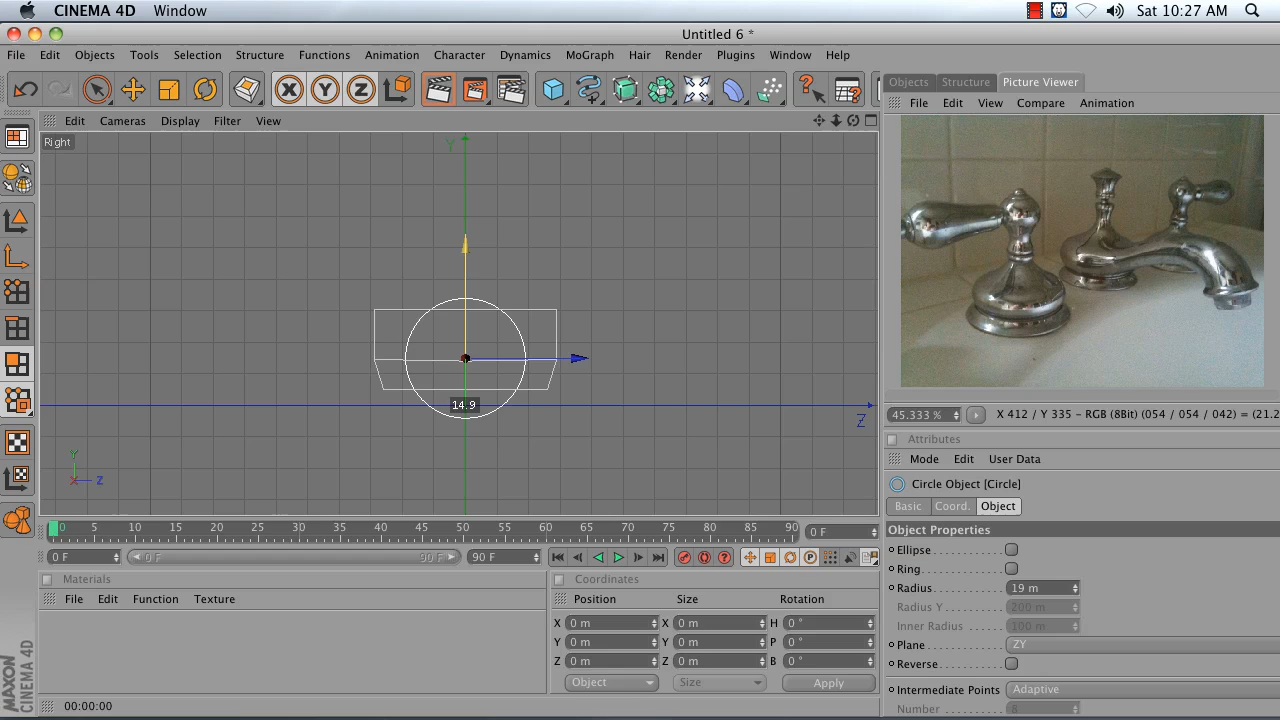 CINEMA 4D Window Sat 10:27 AM
Untitled 6 *
File Edit Objects Tools Selection Structure Functions Animation Character Dynamics MoGraph Hair Render Plugins Window Help
Objects Structure Picture Viewer
File Edit View Compare Animation
Edit Cameras Display Filter View
Right
Y
14.9
Z
Y
X Z
45.333 % X 412 / Y 335 - RGB (8Bit) (054 / 054 / 042) = (21.2
Attributes
Mode Edit User Data
Circle Object [Circle]
Basic Coord. Object
Object Properties
Ellipse
Ring
Radius 19 m
Radius Y 200 m
Inner Radius 100 m
Plane ZY
Reverse
Intermediate Points Adaptive
Number 8
0 5 10 15 20 25 30 35 40 45 50 55 60 65 70 75 80 85 90 0 F
0 F 0 F 90 F 90 F
Materials
File Edit Function Texture
Coordinates
Position Size Rotation
X 0 m X 0 m H 0 °
Y 0 m Y 0 m P 0 °
Z 0 m Z 0 m B 0 °
Object Size Apply
MAXON
CINEMA 4D
00:00:00